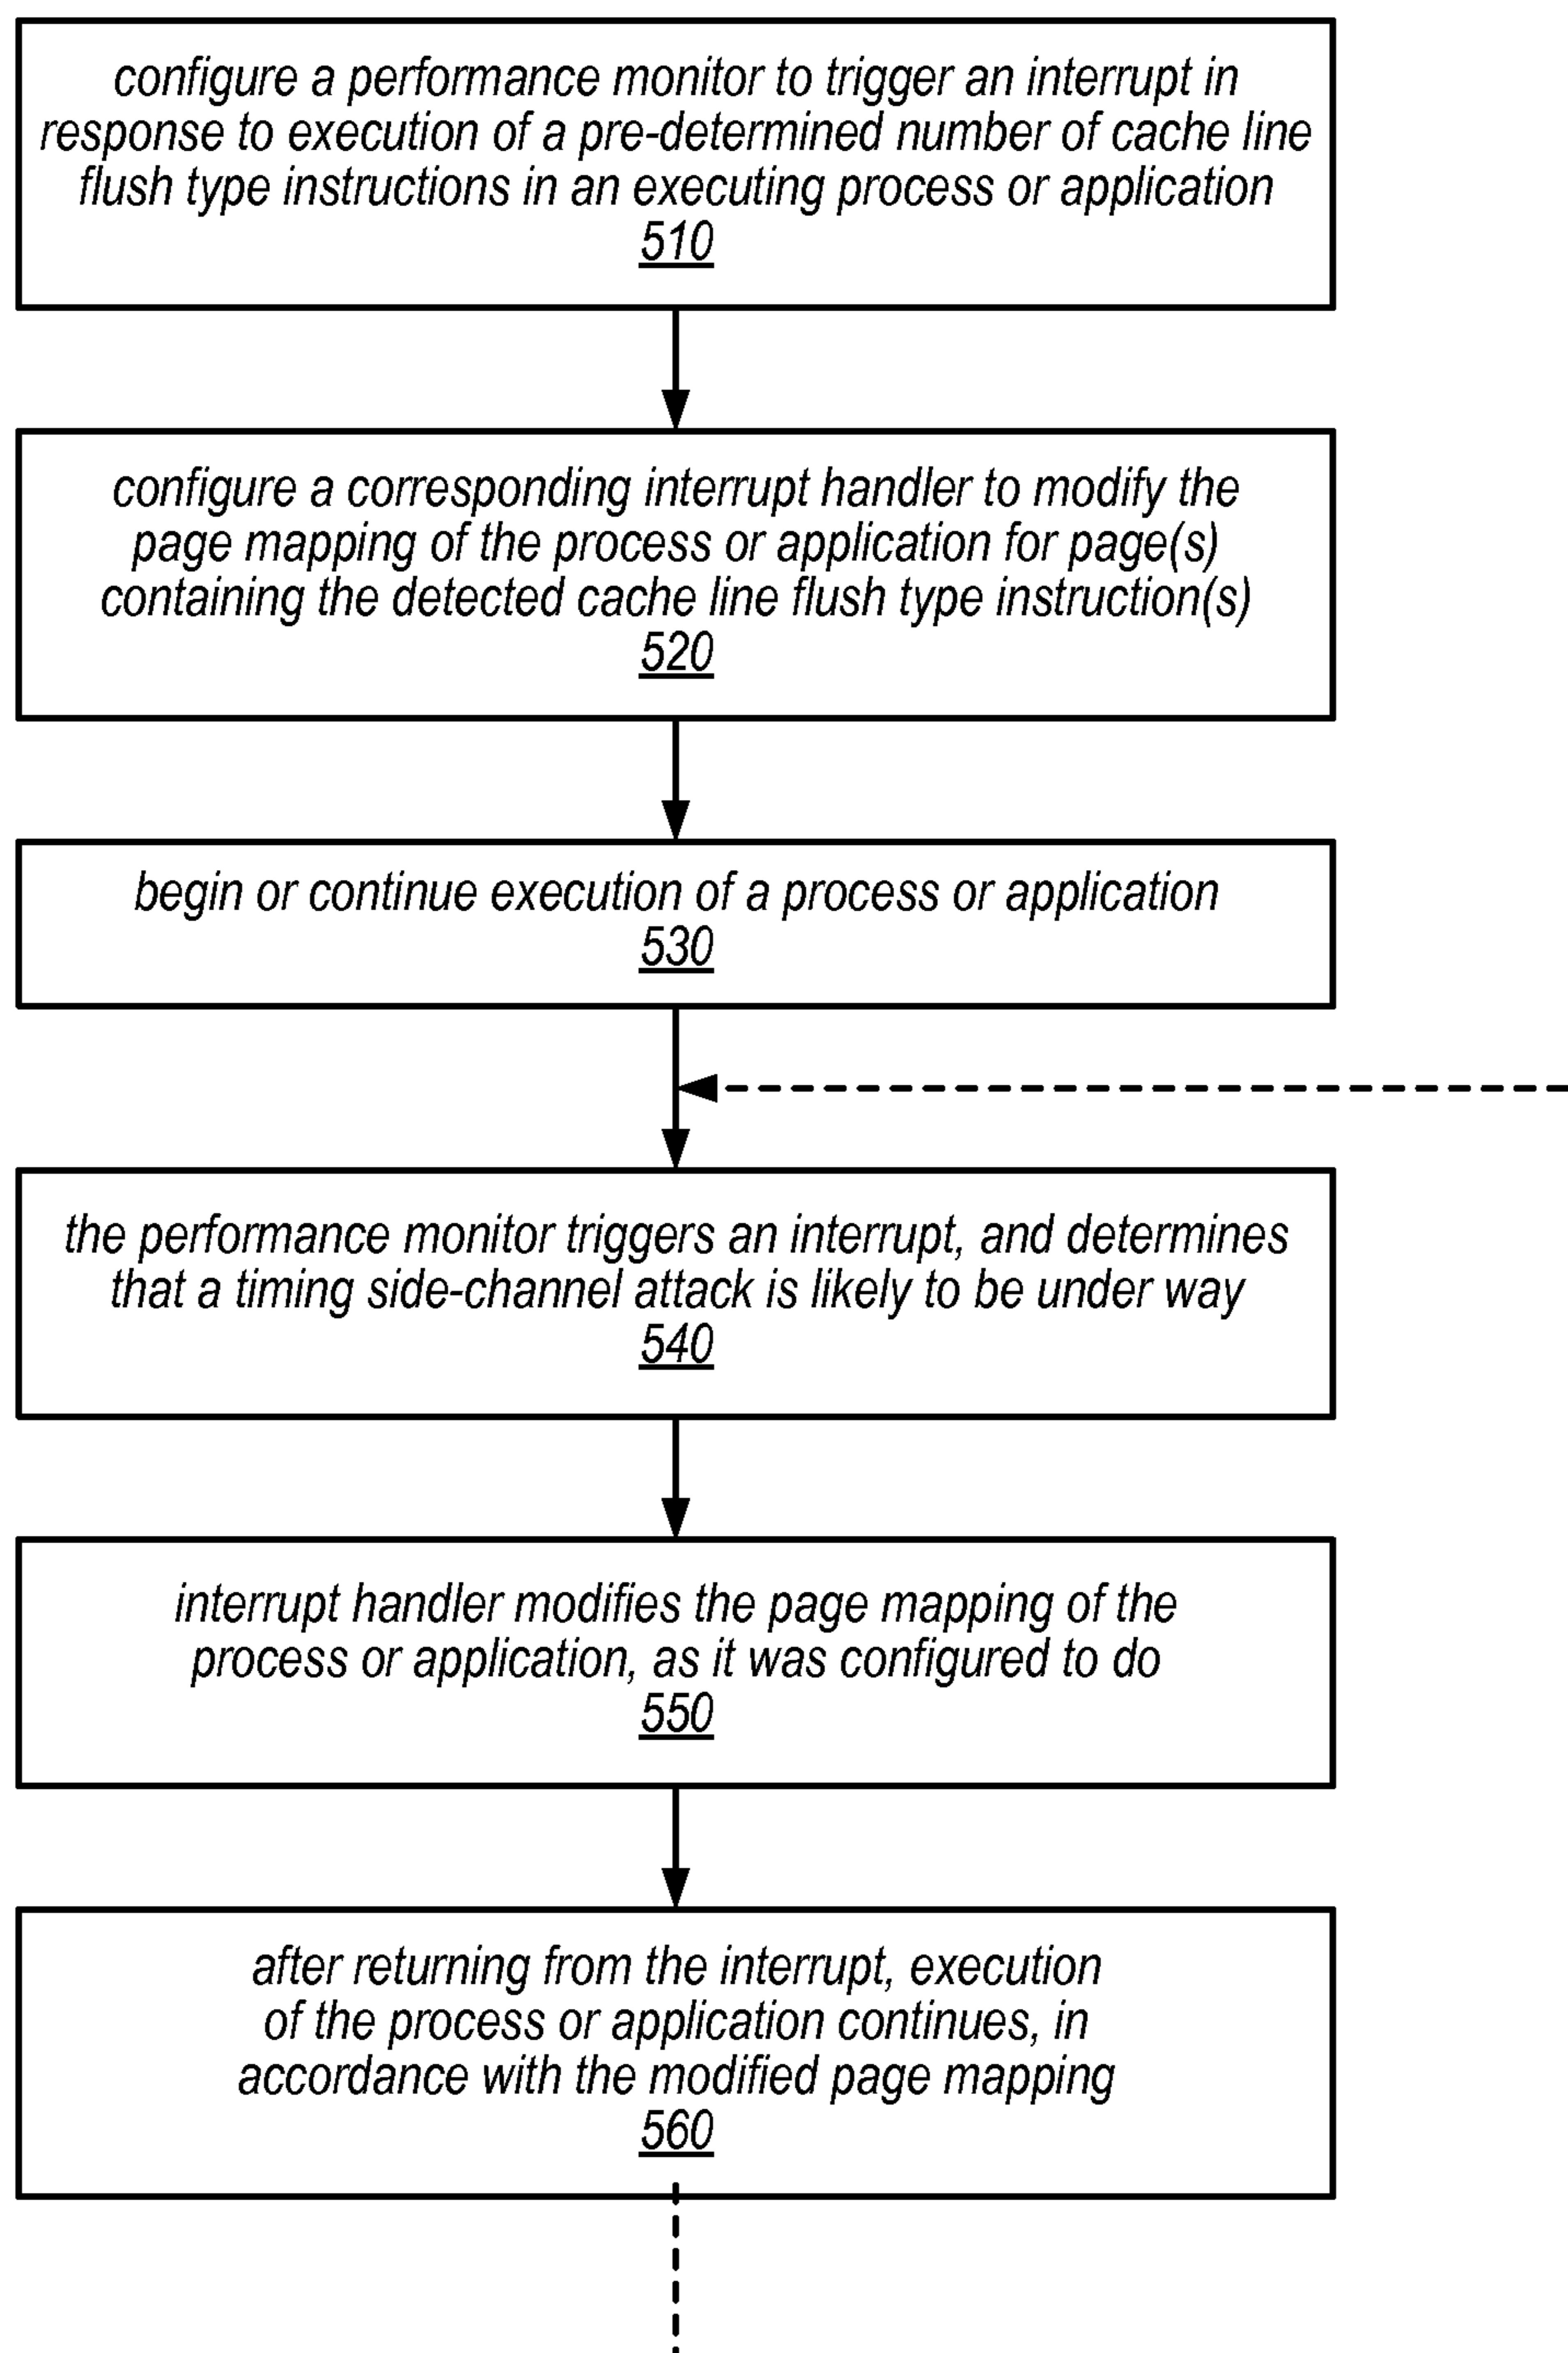 configure a performance monitor to trigger an interrupt in
response to execution of a pre-determined number of cache line
flush type instructions in an executing process or application
510
configure a corresponding interrupt handler to modify the
page mapping of the process or application for page(s)
containing the detected cache line flush type instruction(s)
520
begin or continue execution of a process or application
530
the performance monitor triggers an interrupt, and determines
that a timing side-channel attack is likely to be under way
540
interrupt handler modifies the page mapping of the
process or application, as it was configured to do
550
after returning from the interrupt, execution
of the process or application continues, in
accordance with the modified page mapping
560